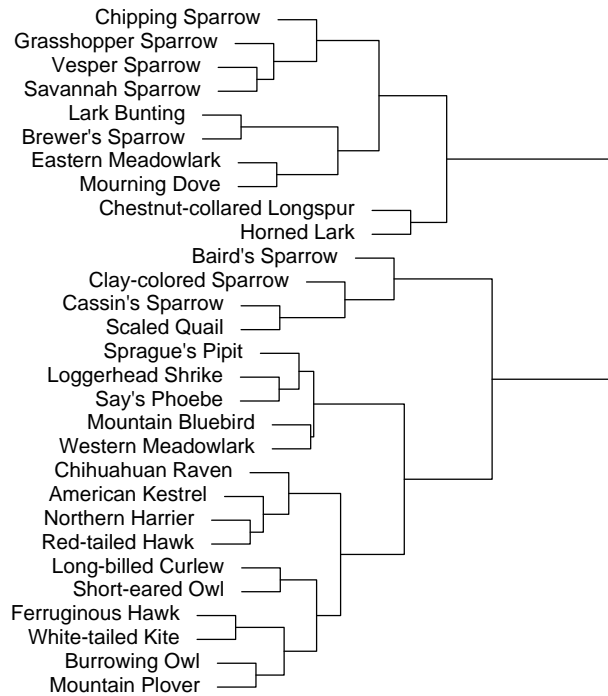 Chipping Sparrow
Grasshopper Sparrow
Vesper Sparrow
Savannah Sparrow
Lark Bunting
Brewer's Sparrow
Eastern Meadowlark
Mourning Dove
Chestnut-collared Longspur
Horned Lark
Baird's Sparrow
Clay-colored Sparrow
Cassin's Sparrow
Scaled Quail
Sprague's Pipit
Loggerhead Shrike
Say's Phoebe
Mountain Bluebird
Western Meadowlark
Chihuahuan Raven
American Kestrel
Northern Harrier
Red-tailed Hawk
Long-billed Curlew
Short-eared Owl
Ferruginous Hawk
White-tailed Kite
Burrowing Owl
Mountain Plover